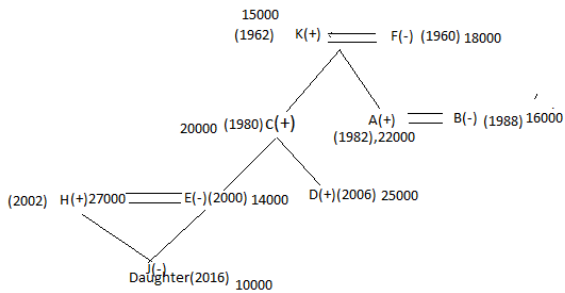 15000
(1962) K(+) F(-) (1960) 18000
20000 (1980) C(+) A(+) B(-) (1988) 16000
(1982),22000
(2002) H(+)27000 E(-)(2000) 14000 D(+)(2006) 25000
J(-)
Daughter(2016) 10000